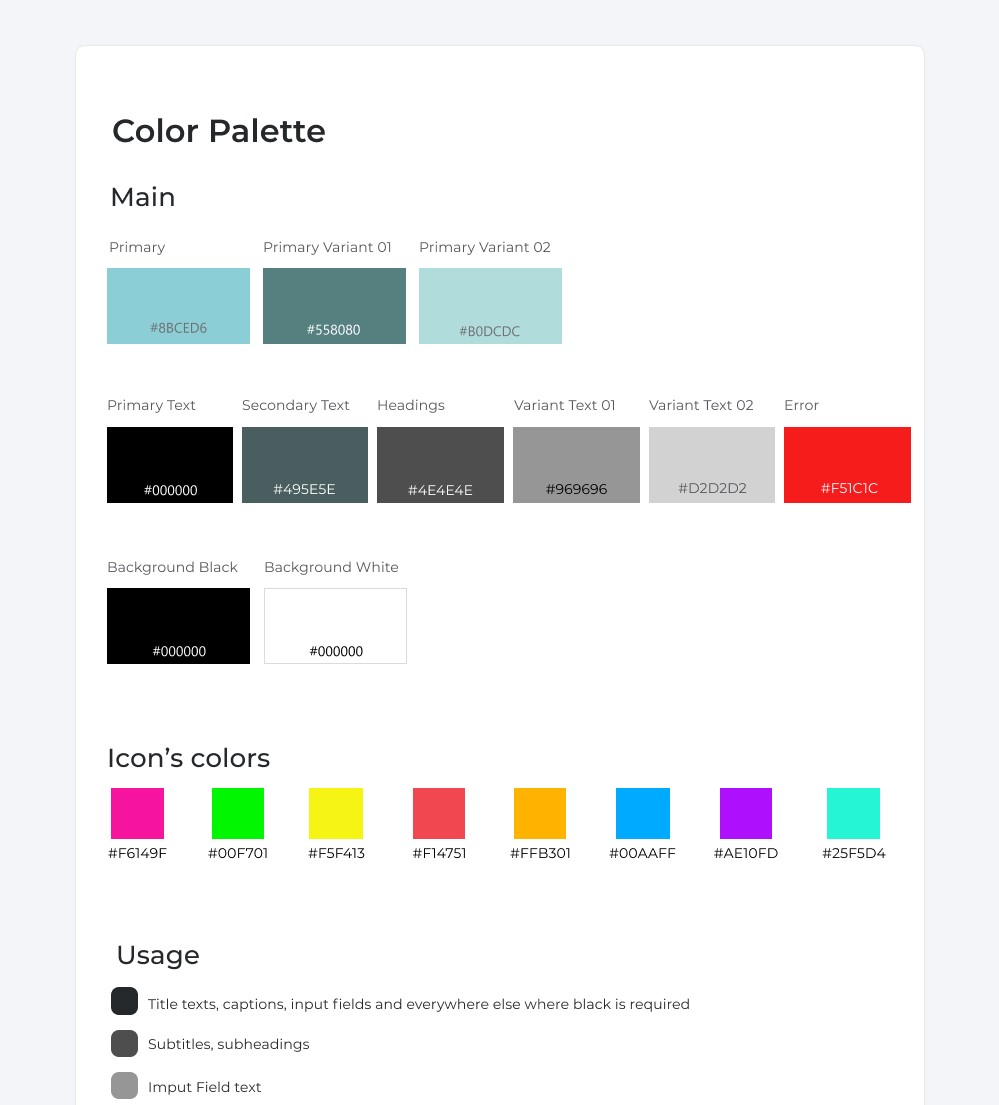 Color Palette
Main
Primary Primary Variant 01 Primary Variant 02
#8BCED6 #558080 #B0DCDC
Primary Text Secondary Text Headings Variant Text 01 Variant Text 02 Error
#000000 #495E5E #4E4E4E #969696 #D2D2D2 #F51C1C
Background Black Background White
#000000 #000000
Icon’s colors
#F6149F #00F701 #F5F413 #F14751 #FFB301 #00AAFF #AE10FD #25F5D4
Usage
Title texts, captions, input fields and everywhere else where black is required
Subtitles, subheadings
Imput Field text